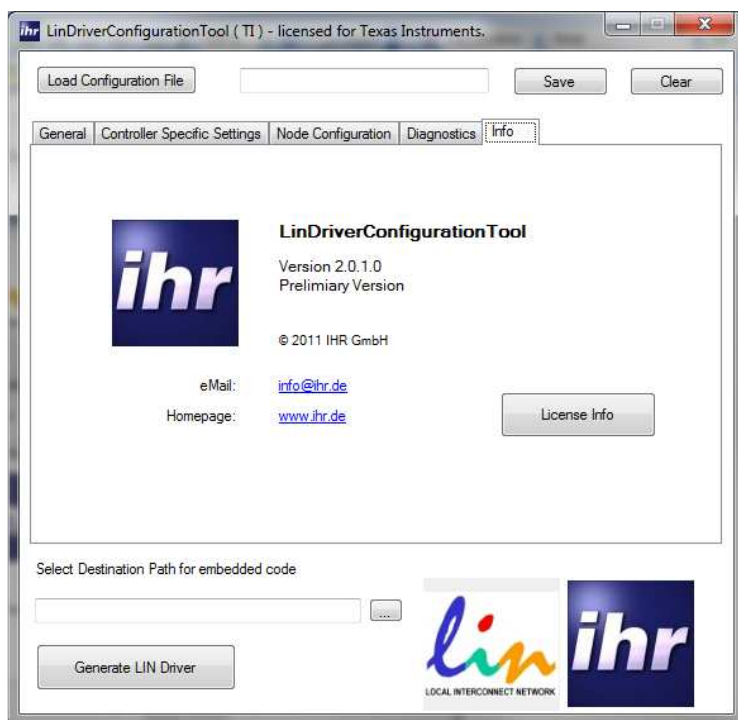 ihr LinDriverConfigurationTool ( TI ) - licensed for Texas Instruments.
Load Configuration File
Save
Clear
General
Controller Specific Settings
Node Configuration
Diagnostics
Info
ihr
LinDriverConfigurationTool
Version 2.0.1.0
Prelimiary Version
© 2011 IHR GmbH
eMail:
info@ihr.de
Homepage:
www.ihr.de
License Info
Select Destination Path for embedded code
...
Generate LIN Driver
lin
LOCAL INTERCONNECT NETWORK
ihr